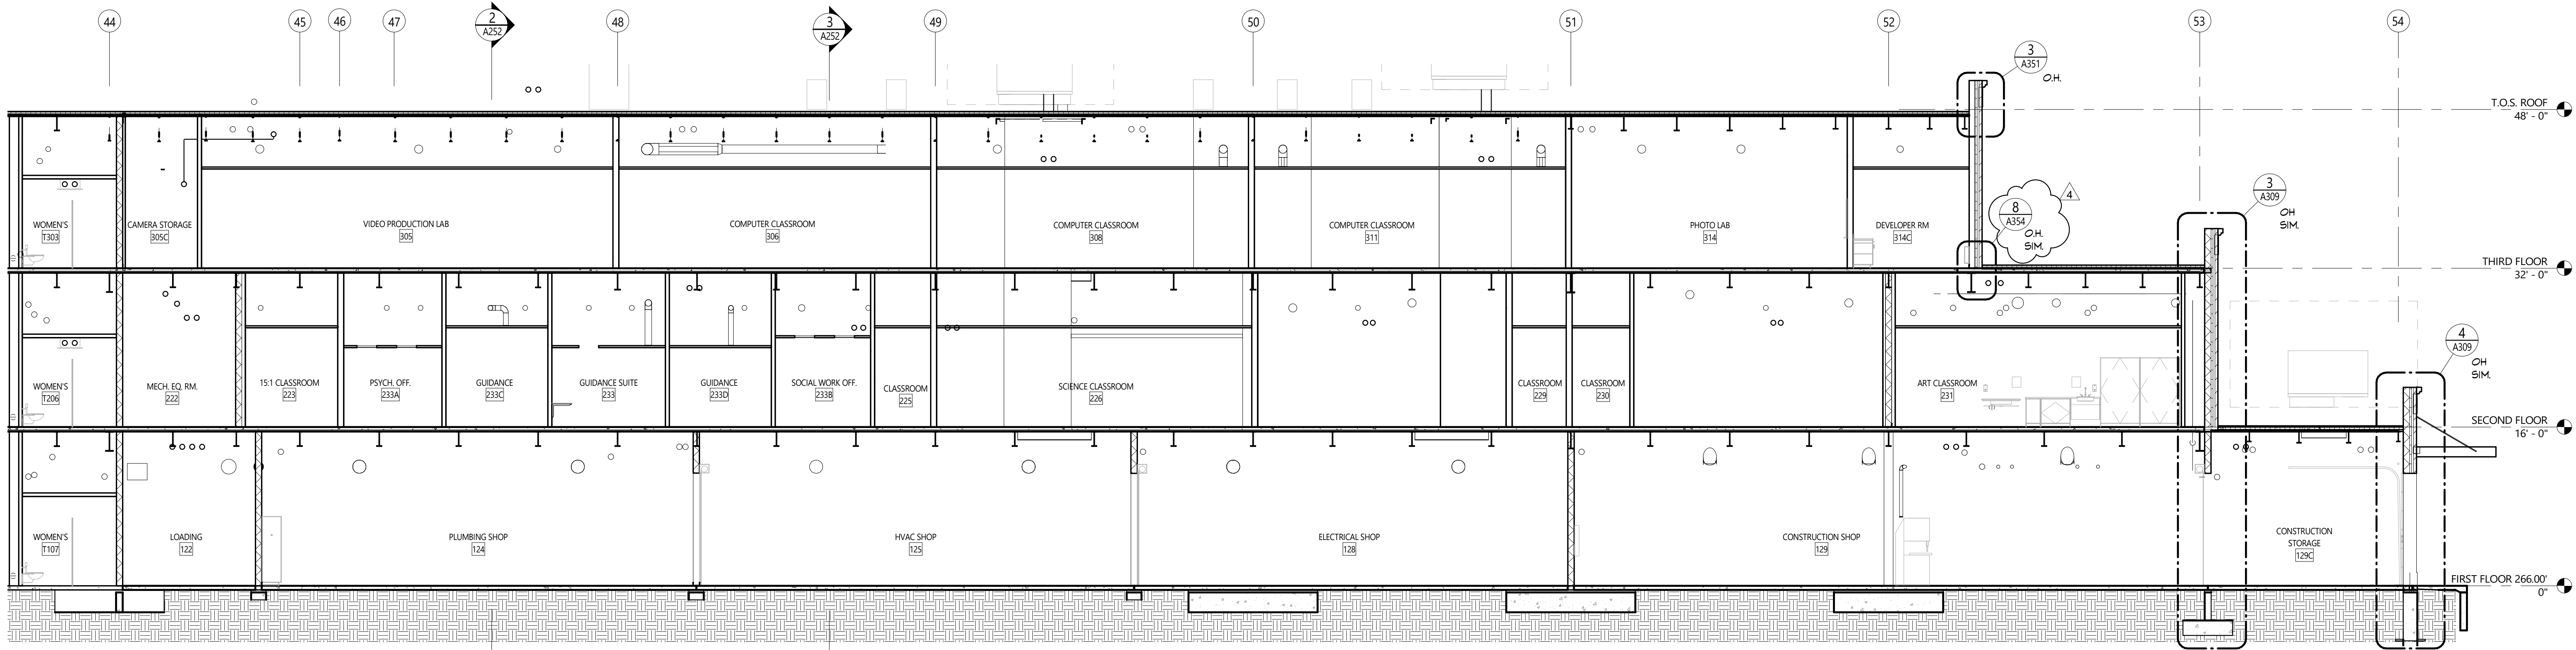 44
45
46
47
2
A252
48
3
A252
49
50
51
52
53
54
3
A351
O.H.
T.O.S. ROOF
48' - 0"
WOMEN'S
T303
CAMERA STORAGE
305C
VIDEO PRODUCTION LAB
305
COMPUTER CLASSROOM
306
COMPUTER CLASSROOM
308
COMPUTER CLASSROOM
311
PHOTO LAB
314
DEVELOPER RM
314C
4
8
A354
O.H.
SIM.
3
A309
OH
SIM.
THIRD FLOOR
32' - 0"
WOMEN'S
T206
MECH. EQ. RM.
222
15:1 CLASSROOM
223
PSYCH. OFF.
233A
GUIDANCE
233C
GUIDANCE SUITE
233
GUIDANCE
233D
SOCIAL WORK OFF.
233B
CLASSROOM
225
SCIENCE CLASSROOM
226
CLASSROOM
229
CLASSROOM
230
ART CLASSROOM
231
4
A309
OH
SIM.
SECOND FLOOR
16' - 0"
WOMEN'S
T107
LOADING
122
PLUMBING SHOP
124
HVAC SHOP
125
ELECTRICAL SHOP
128
CONSTRUCTION SHOP
129
CONSTRUCTION
STORAGE
129C
FIRST FLOOR 266.00'
0"